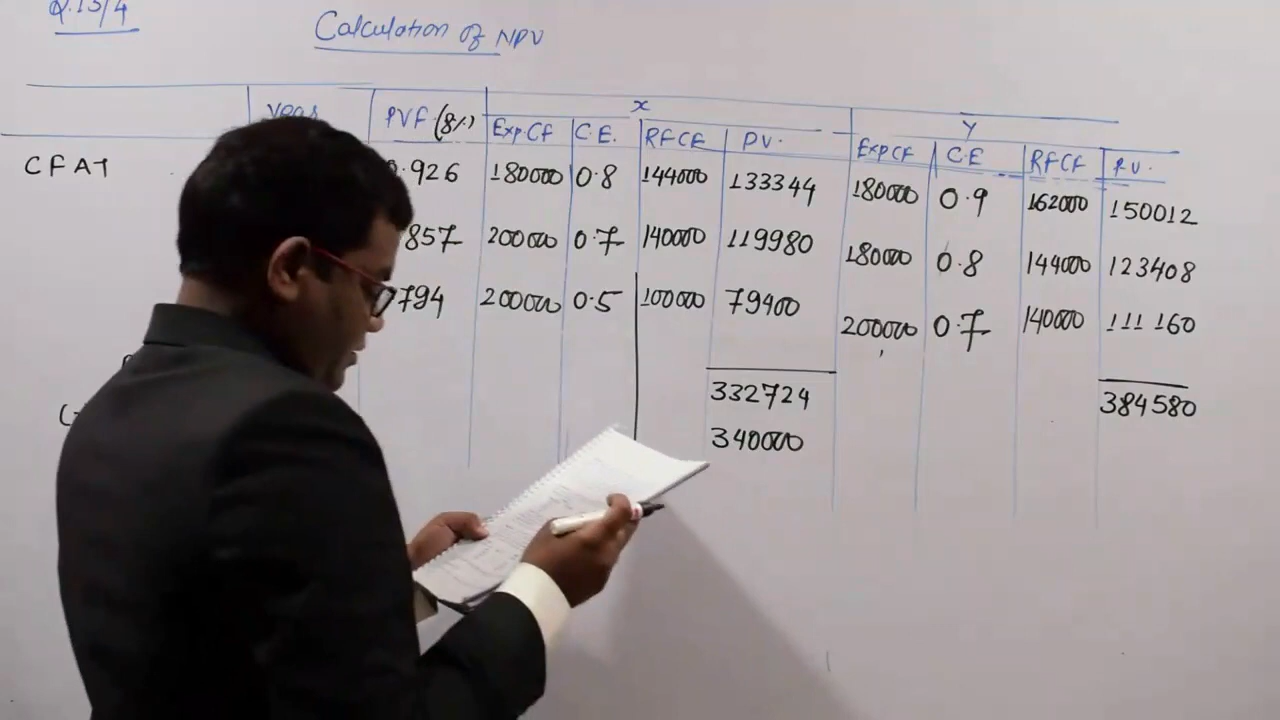 Q.13/4
Calculation of NPV
year PVF (8%) x Y
Exp CF C.E. RFCF PV. Exp CF C.E RFCF PV.
CFAT .926 180000 0.8 144000 133344 180000 0.9 162000 150012
857 200000 0.7 140000 119980 180000 0.8 144000 123408
794 200000 0.5 100000 79400 200000 0.7 140000 111160
332724 384580
340000